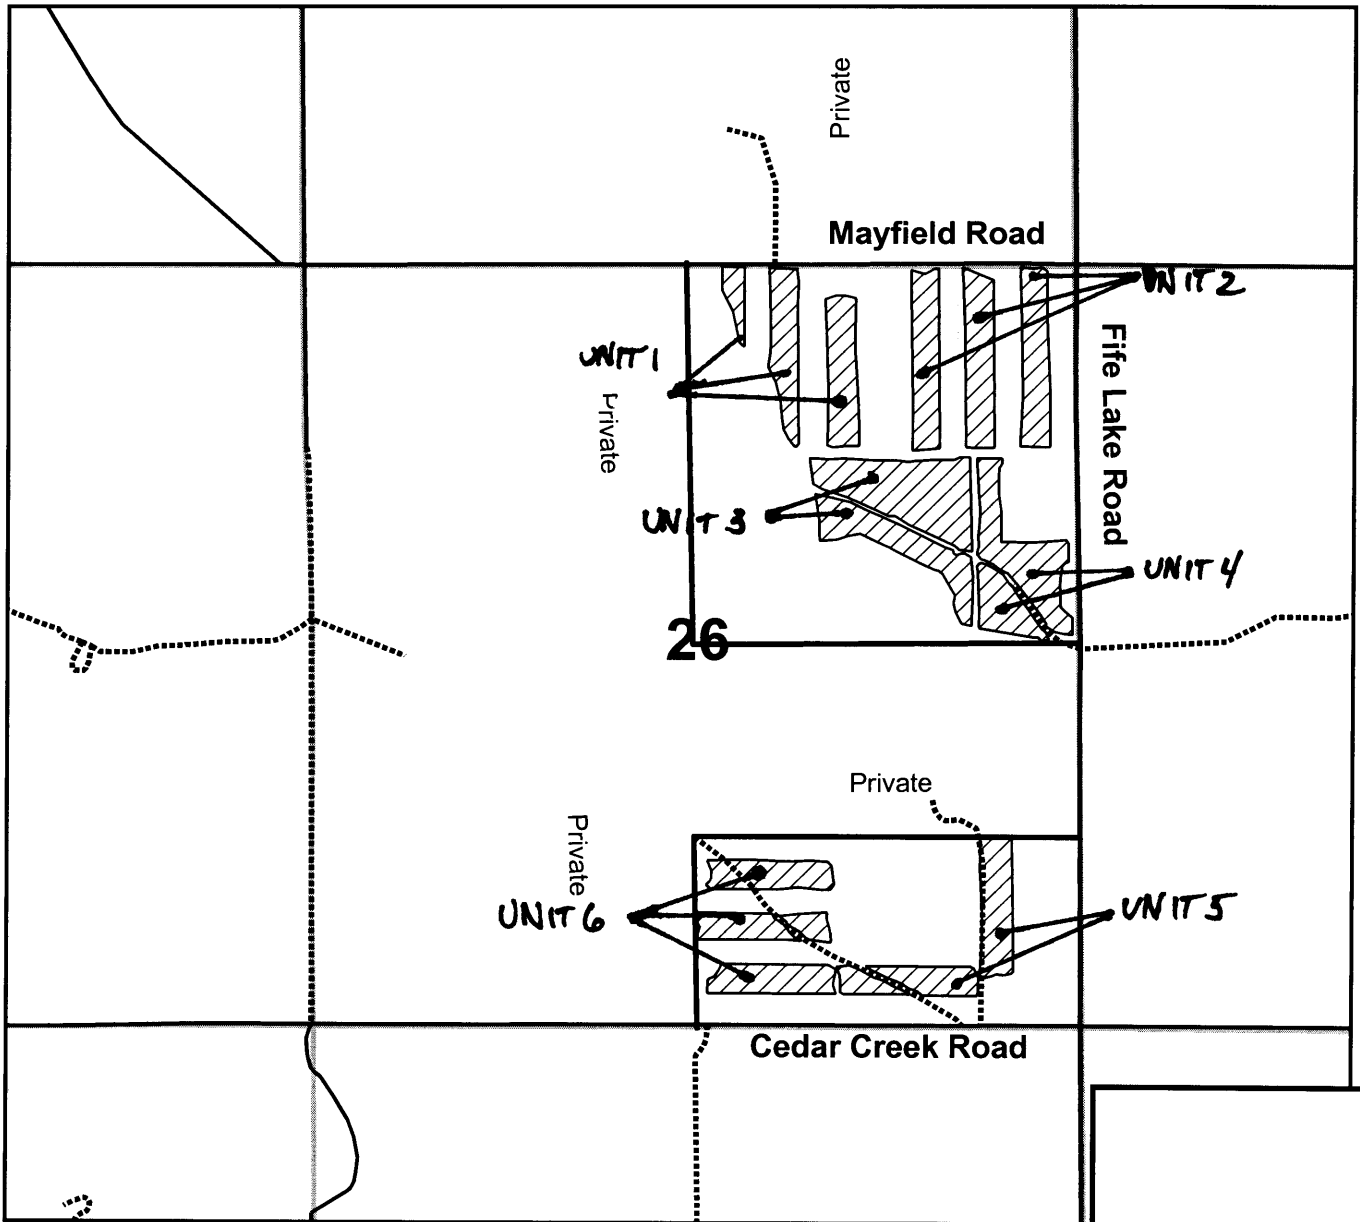 Private
Mayfield Road
UNIT 2
UNIT 1
Fife Lake Road
Private
UNIT 3
UNIT 4
26
Private
Private
UNIT 6
UNIT 5
Cedar Creek Road